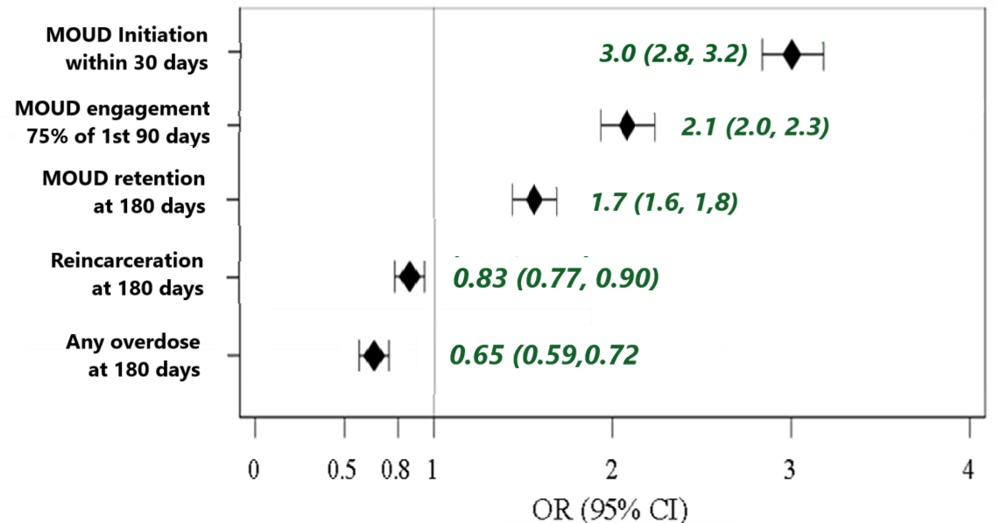 MOUD Initiation
within 30 days
3.0 (2.8, 3.2)
MOUD engagement
75% of 1st 90 days
2.1 (2.0, 2.3)
MOUD retention
at 180 days
1.7 (1.6, 1,8)
Reincarceration
at 180 days
0.83 (0.77, 0.90)
Any overdose
at 180 days
0.65 (0.59,0.72
0 0.5 0.8 1 2 3 4
OR (95% CI)